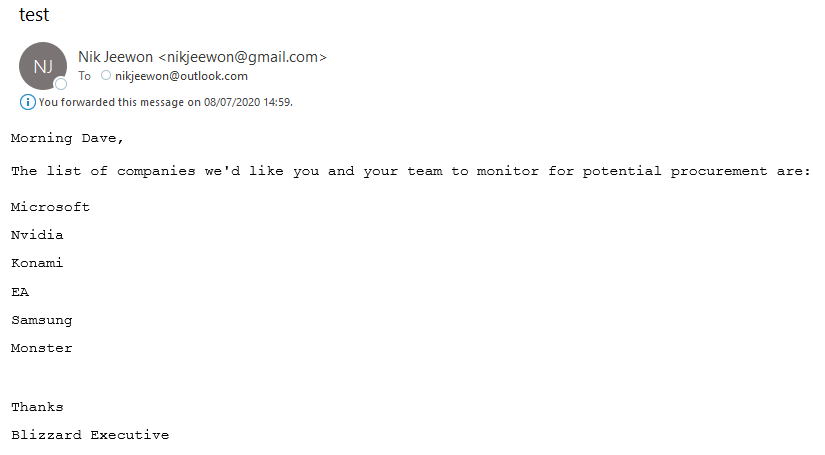 test
NJ
Nik Jeewon <nikjeewon@gmail.com>
To nikjeewon@outlook.com
You forwarded this message on 08/07/2020 14:59.
Morning Dave,
The list of companies we'd like you and your team to monitor for potential procurement are:
Microsoft
Nvidia
Konami
EA
Samsung
Monster
Thanks
Blizzard Executive